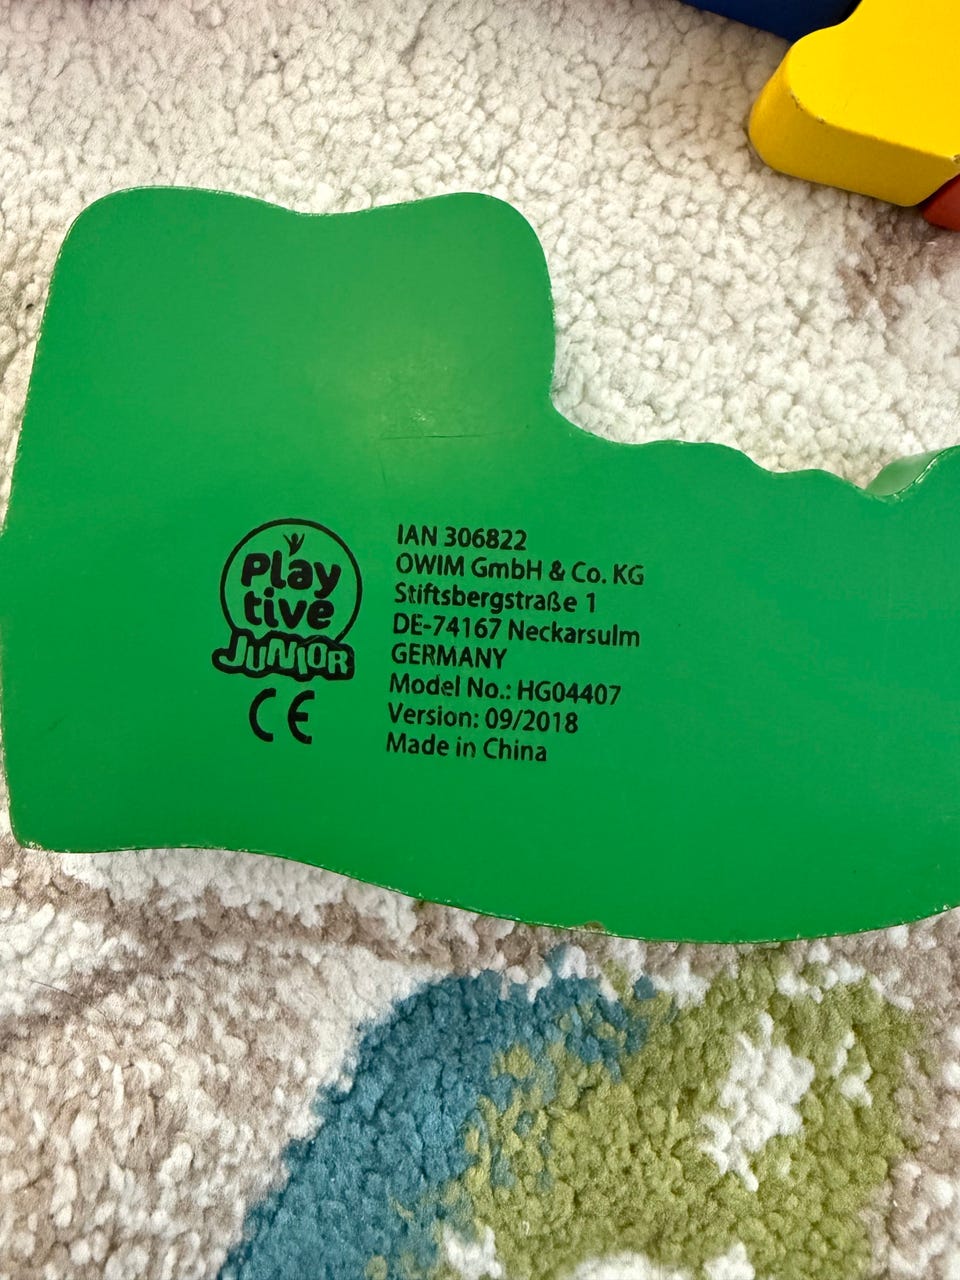 Play
tive
JUNIOR
CE
IAN 306822
OWIM GmbH & Co. KG
Stiftsbergstraße 1
DE-74167 Neckarsulm
GERMANY
Model No.: HG04407
Version: 09/2018
Made in China